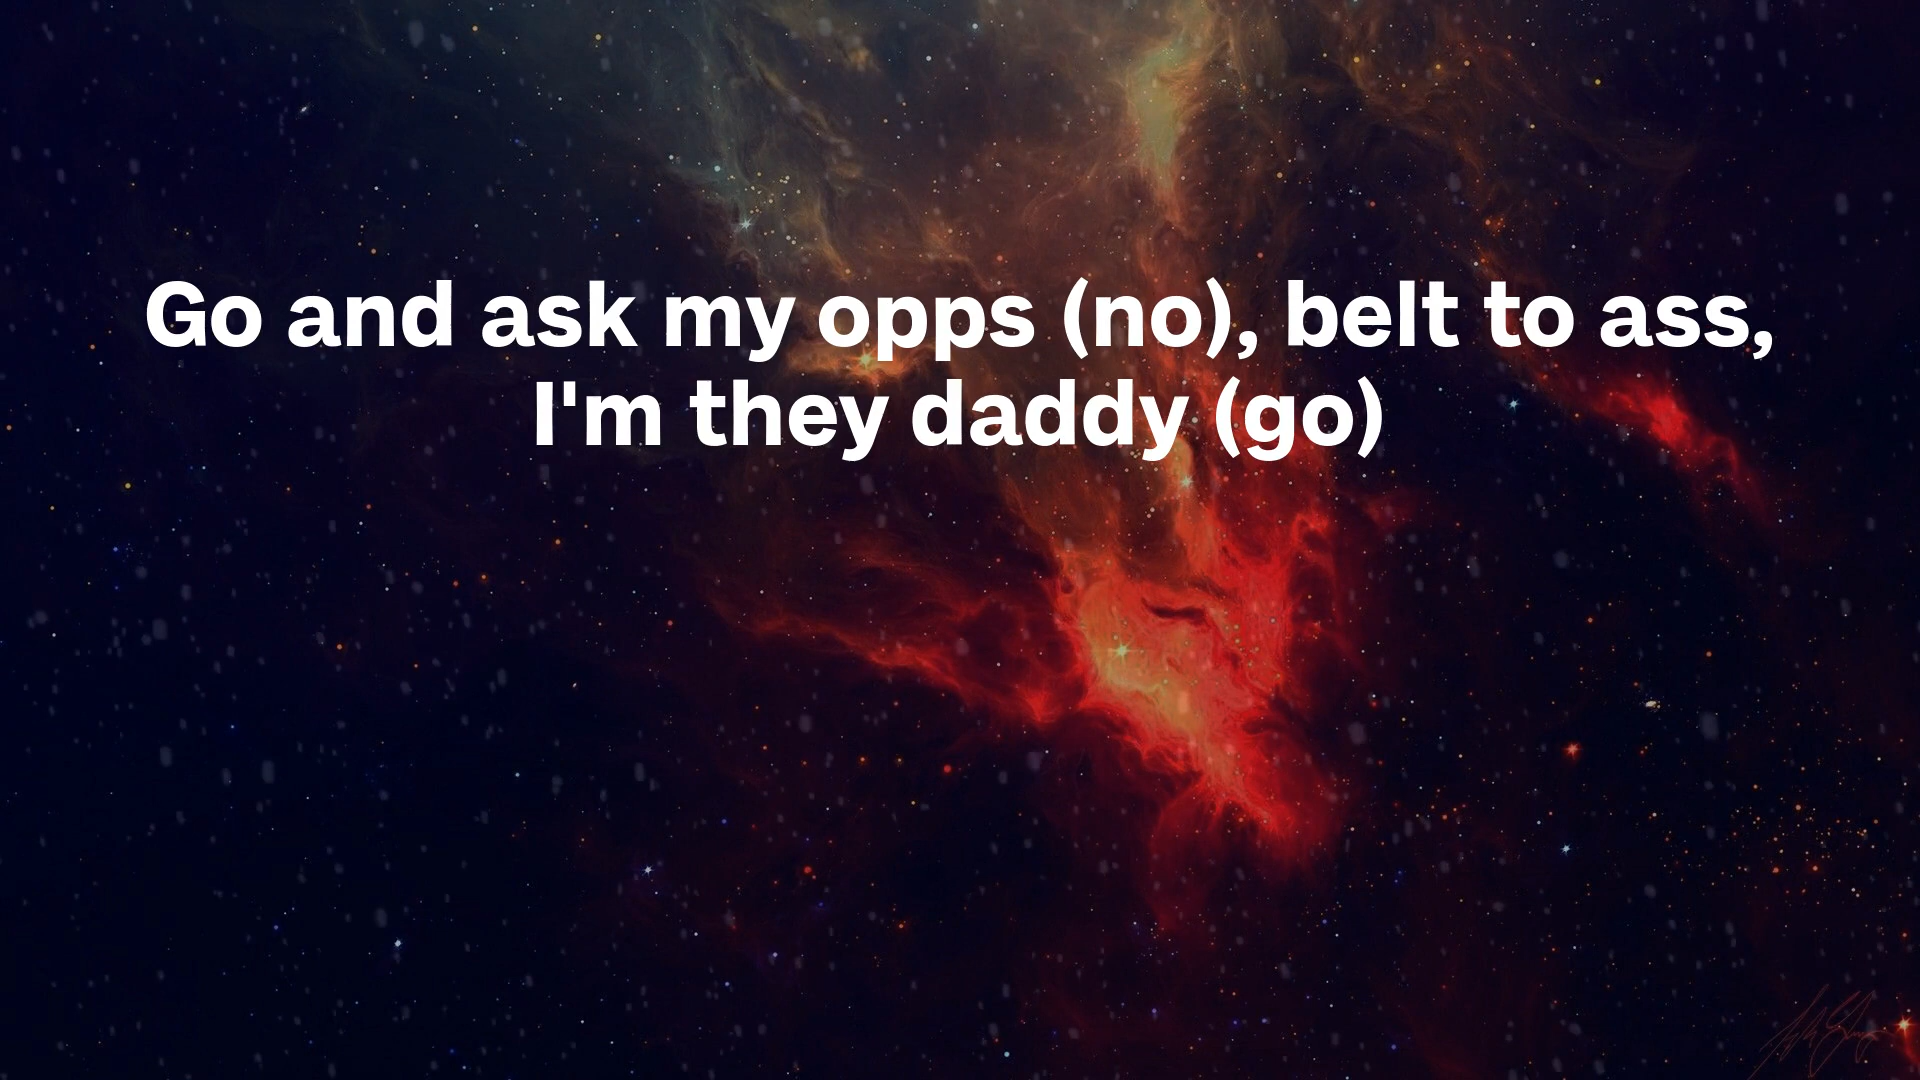 Go and ask my opps (no), belt to ass,
I'm they daddy (go)